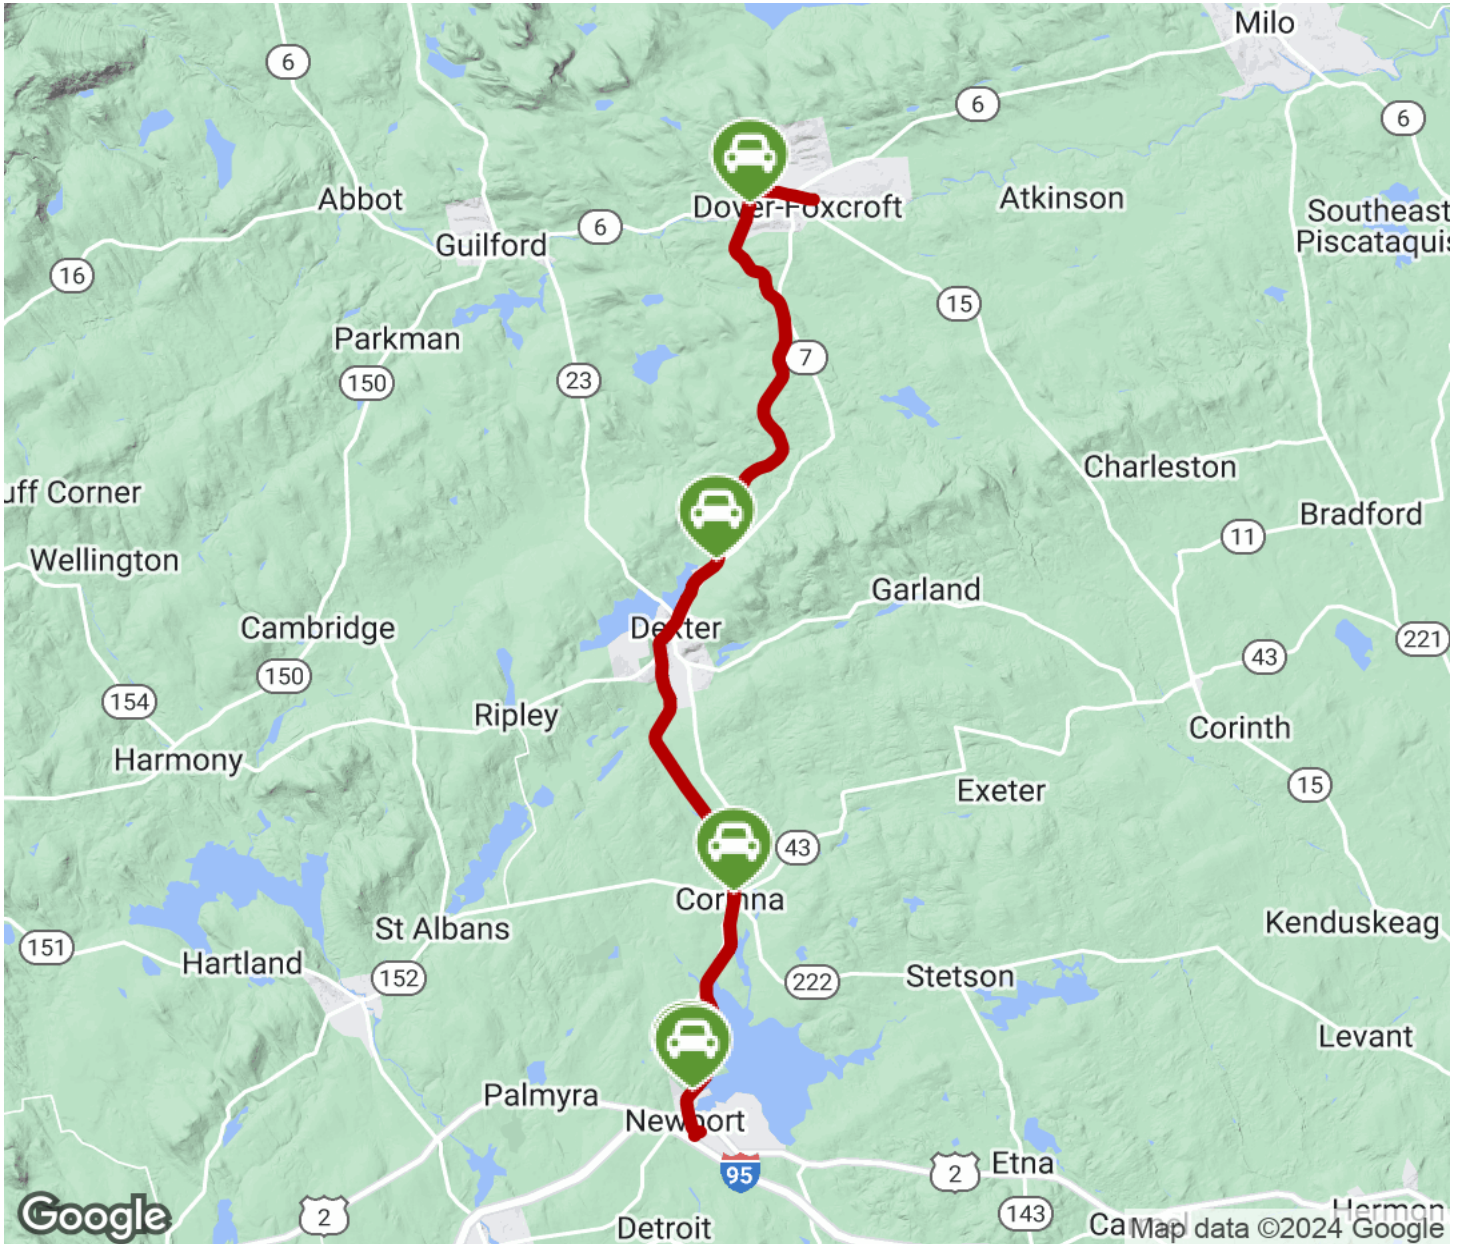 Milo
6
6
6
Abbot
Dover-Foxcroft
Atkinson
Southeast
Piscataquis
6
Guilford
16
15
Parkman
7
150
23
Charleston
uff Corner
Bradford
11
Wellington
Garland
Cambridge
Dexter
221
43
150
154
Ripley
Corinth
Harmony
15
Exeter
43
Corinna
St Albans
Kenduskeag
151
Hartland
152
Stetson
222
Levant
Palmyra
Newport
Etna
95
2
2
143
Hermon
Google
Detroit
Carmel
Map data ©2024 Google